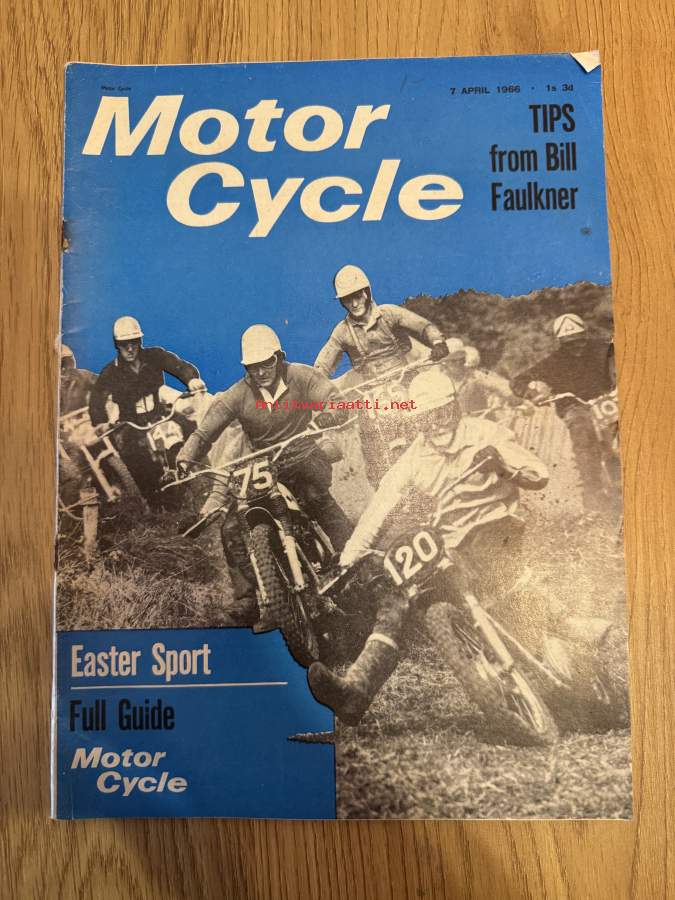 Motor Cycle
7 APRIL 1966 · 1s 3d
Motor
Cycle
TIPS
from Bill
Faulkner
antikvariaatti.net
75
120
Easter Sport
Full Guide
Motor
Cycle